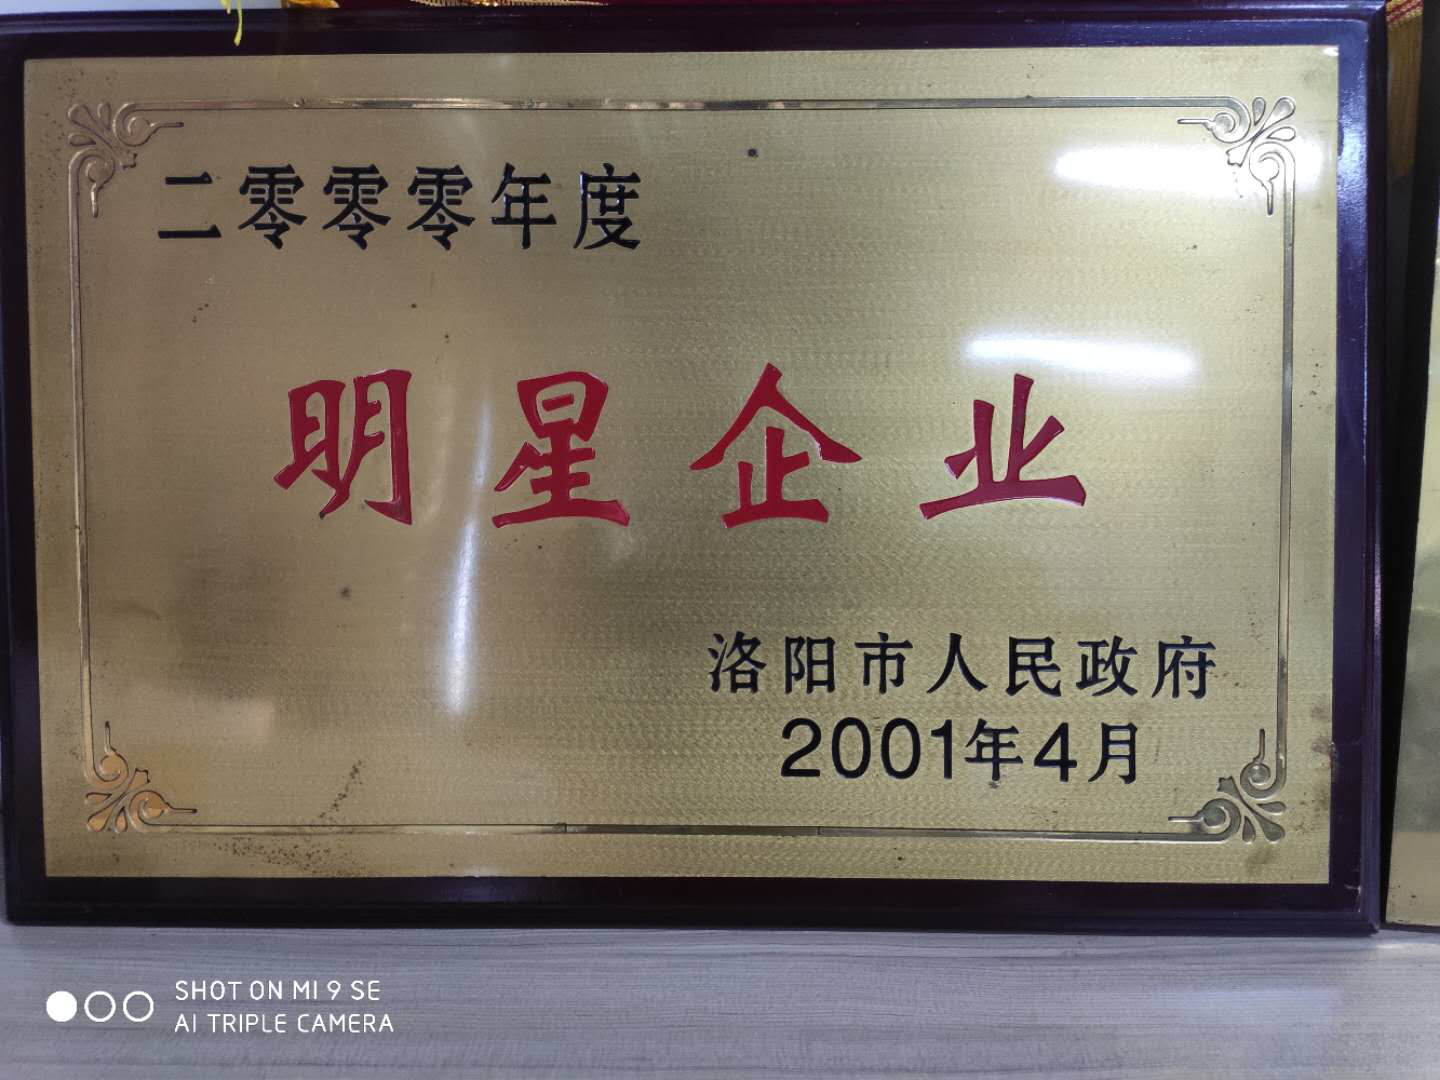 二零零零年度
明星企业
洛阳市人民政府
2001年4月
SHOT ON MI 9 SE
AI TRIPLE CAMERA